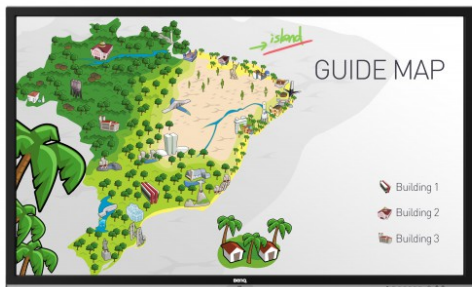 island
GUIDE MAP
Building 1
Building 2
Building 3
BenQ